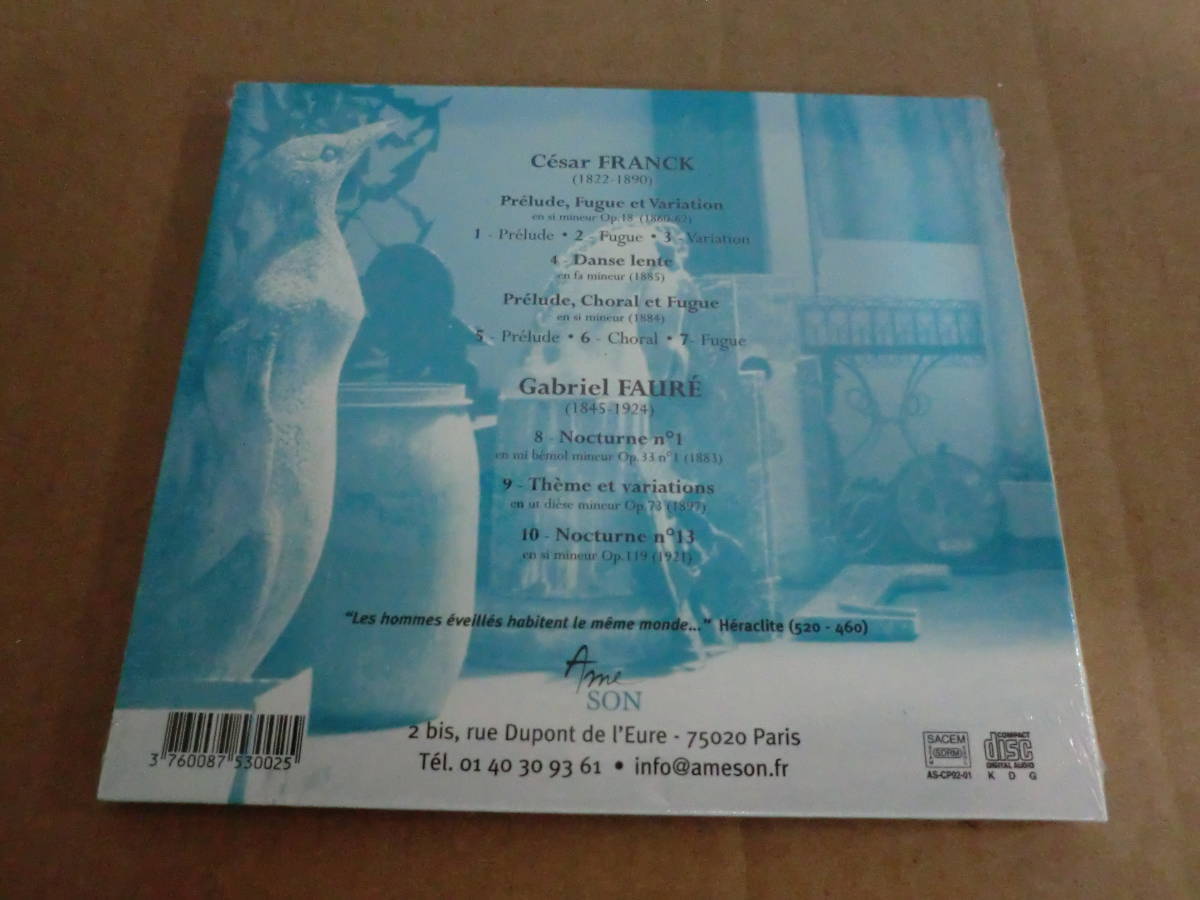 César FRANCK
(1822-1890)
Prélude, Fugue et Variation
en si mineur Op.18 (1860-62)
1 - Prélude • 2 - Fugue • 3 - Variation
4 - Danse lente
en fa mineur (1885)
Prélude, Choral et Fugue
en si mineur (1884)
5 - Prélude • 6 - Choral • 7- Fugue
Gabriel FAURÉ
(1845-1924)
8 - Nocturne n°1
en mi bémol mineur Op.33 n°1 (1883)
9 - Thème et variations
en ut dièse mineur Op.73 (1897)
10 - Nocturne n°13
en si mineur Op.119 (1921)
"Les hommes éveillés habitent le même monde..." Héraclite (520 - 460)
Ame
SON
2 bis, rue Dupont de l'Eure - 75020 Paris
Tél. 01 40 30 93 61 • info@ameson.fr
3 760087 530025
SACEM
SDRM
AS-CP02-01
COMPACT
disc
DIGITAL AUDIO
K D G